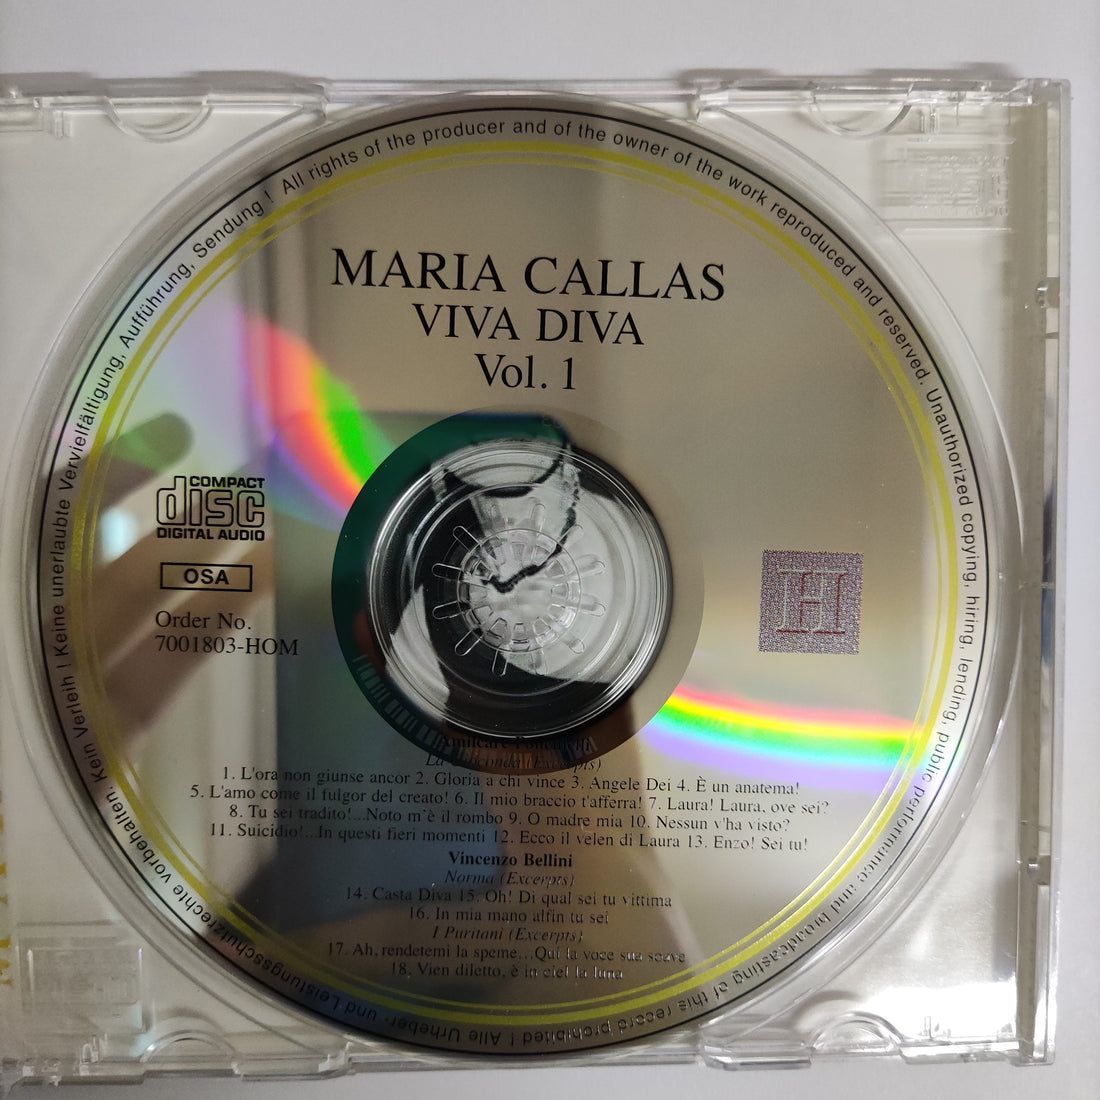 MARIA CALLAS
VIVA DIVA
Vol. 1
COMPACT
disc
DIGITAL AUDIO
OSA
Order No.
7001803-HOM
H
Amilcare Ponchielli
La Gioconda (Excerpts)
1. L'ora non giunse ancor 2. Gloria a chi vince 3. Angele Dei 4. È un anatema!
5. L'amo come il fulgor del creato! 6. Il mio braccio t'afferra! 7. Laura! Laura, ove sei?
8. Tu sei tradito!...Noto m'è il rombo 9. O madre mia 10. Nessun v'ha visto?
11. Suicidio!...In questi fieri momenti 12. Ecco il velen di Laura 13. Enzo! Sei tu!
Vincenzo Bellini
Norma (Excerpts)
14. Casta Diva 15. Oh! Di qual sei tu vittima
16. In mia mano alfin tu sei
I Puritani (Excerpts)
17. Ah, rendetemi la speme...Qui la voce sua soave
18, Vien diletto, è in ciel la luna
All rights of the producer and of the owner of the work reproduced and reserved. Unauthorized copying, hiring, lending, public performance and broadcasting of this record prohibited ! Alle Urheber- und Leistungsschutzrechte vorbehalten. Kein Verleih ! Keine unerlaubte Vervielfältigung, Aufführung, Sendung !